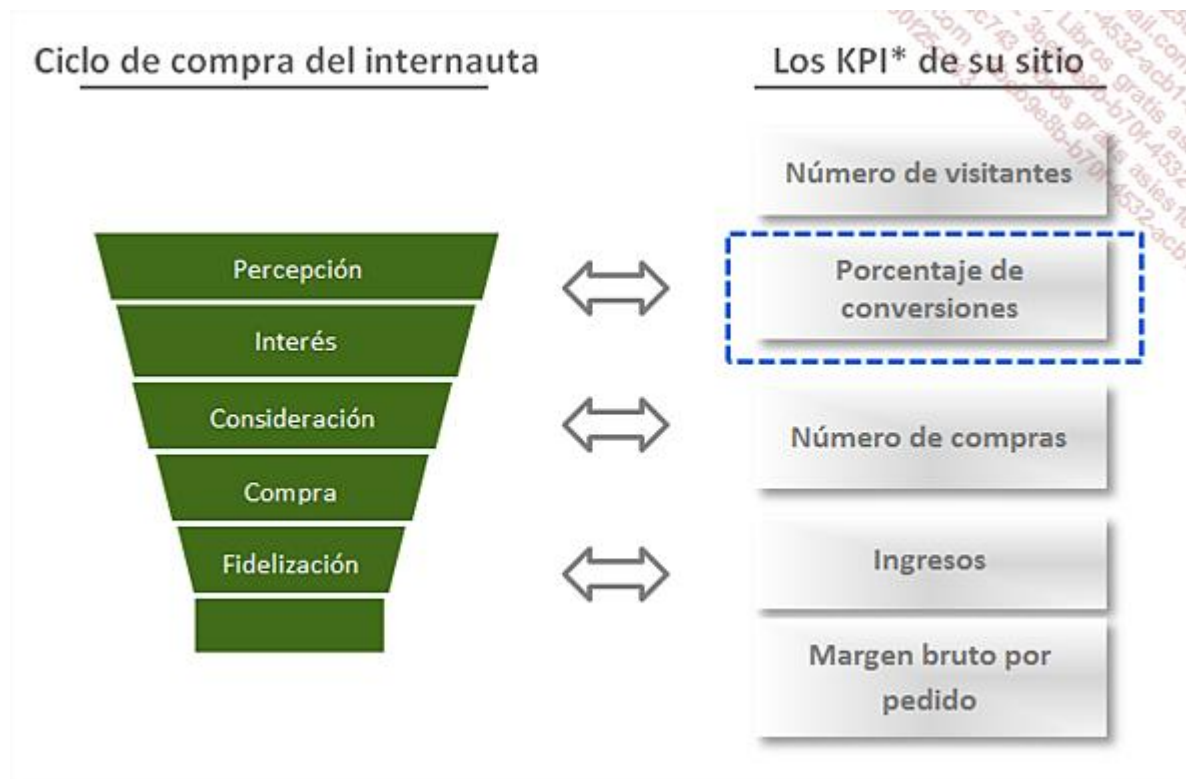 Ciclo de compra del internauta
Los KPI* de su sitio
Percepción
Interés
Consideración
Compra
Fidelización
Número de visitantes
Porcentaje de
conversiones
Número de compras
Ingresos
Margen bruto por
pedido